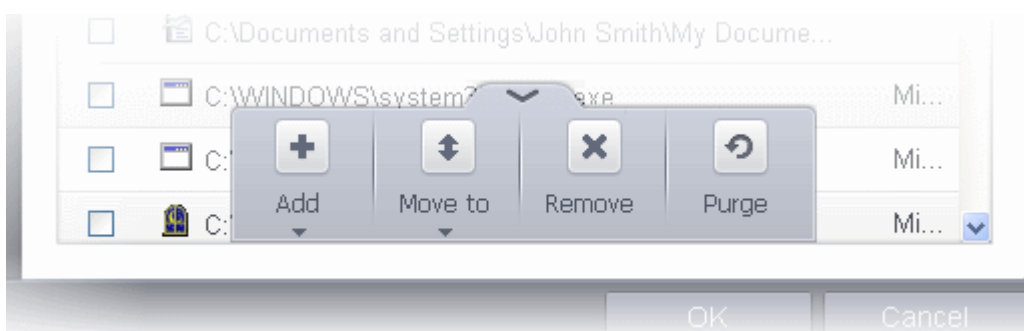 C:\Documents and Settings\John Smith\My Docume...
C:\WINDOWS\system exe Mi...
C:\ Mi...
Add Move to Remove Purge
C:\ Mi...
OK Cancel